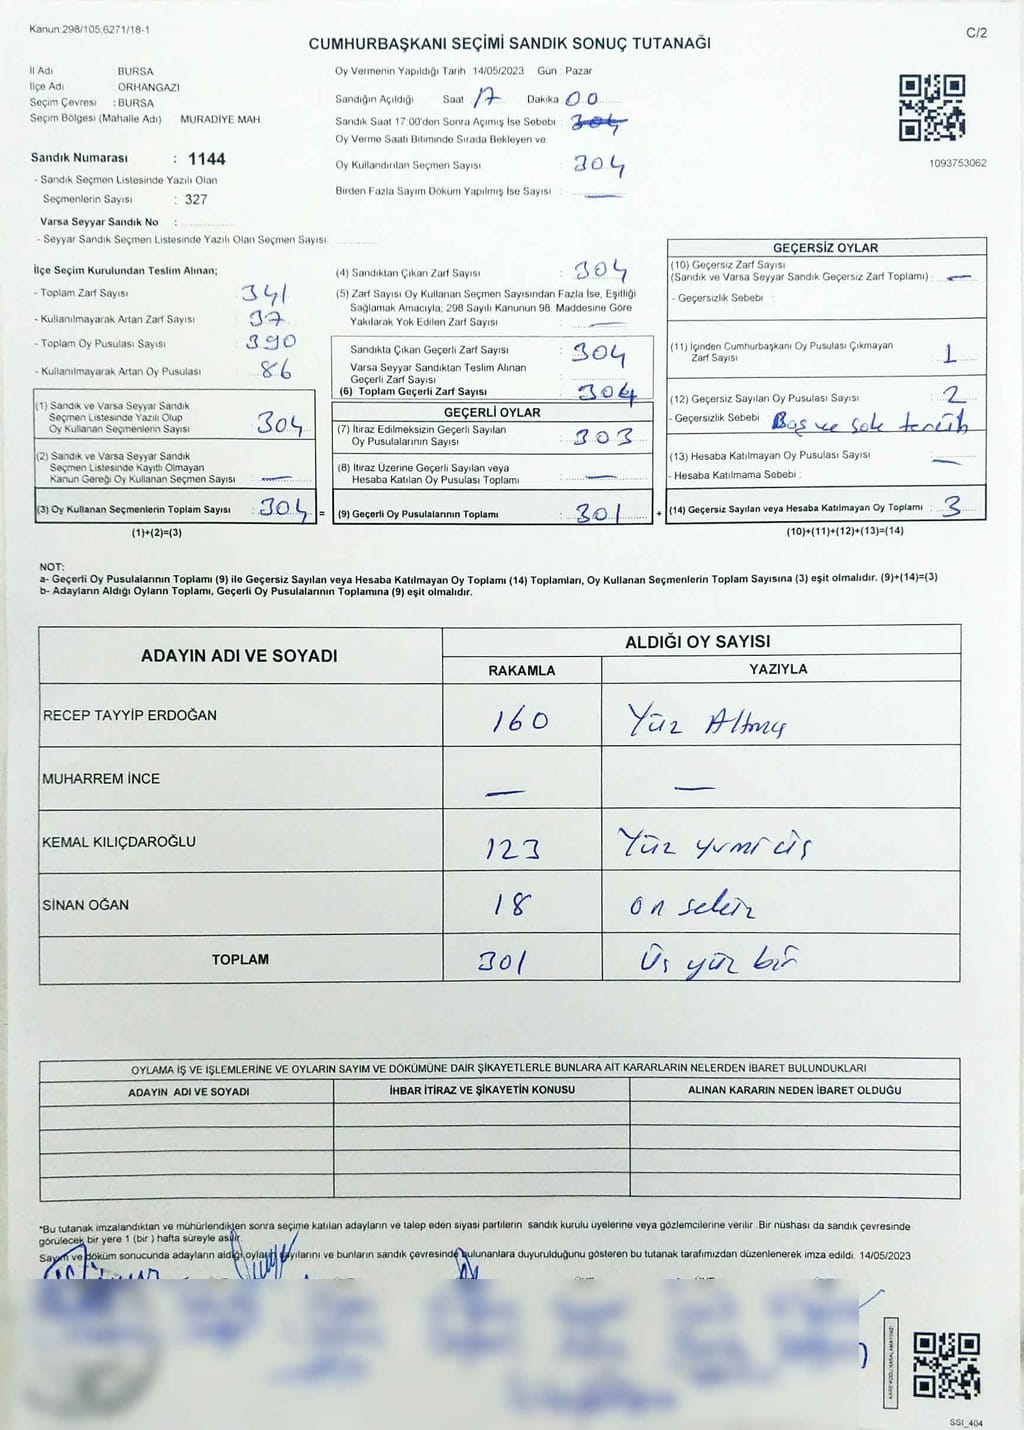 Kanun;298/105,6271/18-1
C/2
CUMHURBAŞKANI SEÇİMİ SANDIK SONUÇ TUTANAĞI
İl Adı : BURSA
İlçe Adı : ORHANGAZİ
Seçim Çevresi : BURSA
Seçim Bölgesi (Mahalle Adı) MURADİYE MAH.
Sandık Numarası : 1144
- Sandık Seçmen Listesinde Yazılı Olan
Seçmenlerin Sayısı : 327
Varsa Seyyar Sandık No :
- Seyyar Sandık Seçmen Listesinde Yazılı Olan Seçmen Sayısı:
Oy Vermenin Yapıldığı Tarih :14/05/2023 Gün : Pazar
Sandığın Açıldığı Saat 17 Dakika 00
Sandık Saat 17.00'den Sonra Açımış İse Sebebi : 304
Oy Verme Saati Bitiminde Sırada Bekleyen ve
Oy Kullandırılan Seçmen Sayısı : 304
Birden Fazla Sayım Döküm Yapılmış İse Sayısı :
1093753062
İlçe Seçim Kurulundan Teslim Alınan;
- Toplam Zarf Sayısı : 341
- Kullanılmayarak Artan Zarf Sayısı : 37
- Toplam Oy Pusulası Sayısı : 390
- Kullanılmayarak Artan Oy Pusulası : 86
(1) Sandık ve Varsa Seyyar Sandık
Seçmen Listesinde Yazılı Olup
Oy Kullanan Seçmenlerin Sayısı : 304
(2) Sandık ve Varsa Seyyar Sandık
Seçmen Listesinde Kayıtlı Olmayan
Kanun Gereği Oy Kullanan Seçmen Sayısı : —
(3) Oy Kullanan Seçmenlerin Toplam Sayısı : 304 =
(1)+(2)=(3)
(4) Sandıktan Çıkan Zarf Sayısı : 304
(5) Zarf Sayısı Oy Kullanan Seçmen Sayısından Fazla İse, Eşitliği
Sağlamak Amacıyla; 298 Sayılı Kanunun 98. Maddesine Göre
Yakılarak Yok Edilen Zarf Sayısı : —
Sandıkta Çıkan Geçerli Zarf Sayısı : 304
Varsa Seyyar Sandıktan Teslim Alınan
Geçerli Zarf Sayısı :
(6) Toplam Geçerli Zarf Sayısı : 304
GEÇERLİ OYLAR
(7) İtiraz Edilmeksizin Geçerli Sayılan
Oy Pusulalarının Sayısı : 303
(8) İtiraz Üzerine Geçerli Sayılan veya
Hesaba Katılan Oy Pusulası Toplamı : —
(9) Geçerli Oy Pusulalarının Toplamı : 301 +
GEÇERSİZ OYLAR
(10) Geçersiz Zarf Sayısı
(Sandık ve Varsa Seyyar Sandık Geçersiz Zarf Toplamı) : —
- Geçersizlik Sebebi :
(11) İçinden Cumhurbaşkanı Oy Pusulası Çıkmayan
Zarf Sayısı : 1
(12) Geçersiz Sayılan Oy Pusulası Sayısı : 2
- Geçersizlik Sebebi : Boş ve çok tercih
(13) Hesaba Katılmayan Oy Pusulası Sayısı : —
- Hesaba Katılmama Sebebi :
(14) Geçersiz Sayılan veya Hesaba Katılmayan Oy Toplamı : 3
(10)+(11)+(12)+(13)=(14)
NOT:
a- Geçerli Oy Pusulalarının Toplamı (9) ile Geçersiz Sayılan veya Hesaba Katılmayan Oy Toplamı (14) Toplamları, Oy Kullanan Seçmenlerin Toplam Sayısına (3) eşit olmalıdır. (9)+(14)=(3)
b- Adayların Aldığı Oyların Toplamı, Geçerli Oy Pusulalarının Toplamına (9) eşit olmalıdır.
ADAYIN ADI VE SOYADI ALDIĞI OY SAYISI
RAKAMLA YAZIYLA
RECEP TAYYİP ERDOĞAN 160 Yüz Altmış
MUHARREM İNCE — —
KEMAL KILIÇDAROĞLU 123 Yüz yirmi üç
SİNAN OĞAN 18 on sekiz
TOPLAM 301 Üç yüz bir
OYLAMA İŞ VE İŞLEMLERİNE VE OYLARIN SAYIM VE DÖKÜMÜNE DAİR ŞİKAYETLERLE BUNLARA AİT KARARLARIN NELERDEN İBARET BULUNDUKLARI
ADAYIN ADI VE SOYADI İHBAR İTİRAZ VE ŞİKAYETİN KONUSU ALINAN KARARIN NEDEN İBARET OLDUĞU
*Bu tutanak imzalandıktan ve mühürlendikten sonra seçime katılan adayların ve talep eden siyasi partilerin sandık kurulu üyelerine veya gözlemcilerine verilir .Bir nüshası da sandık çevresinde
görülecek bir yere 1 (bir ) hafta süreyle asılır.
Sayım ve döküm sonucunda adayların aldığı oyların sayılarını ve bunların sandık çevresinde bulunanlara duyurulduğunu gösteren bu tutanak tarafımızdan düzenlenerek imza edildi. 14/05/2023
KARE KODU KARALAMAYINIZ!
SSI_404